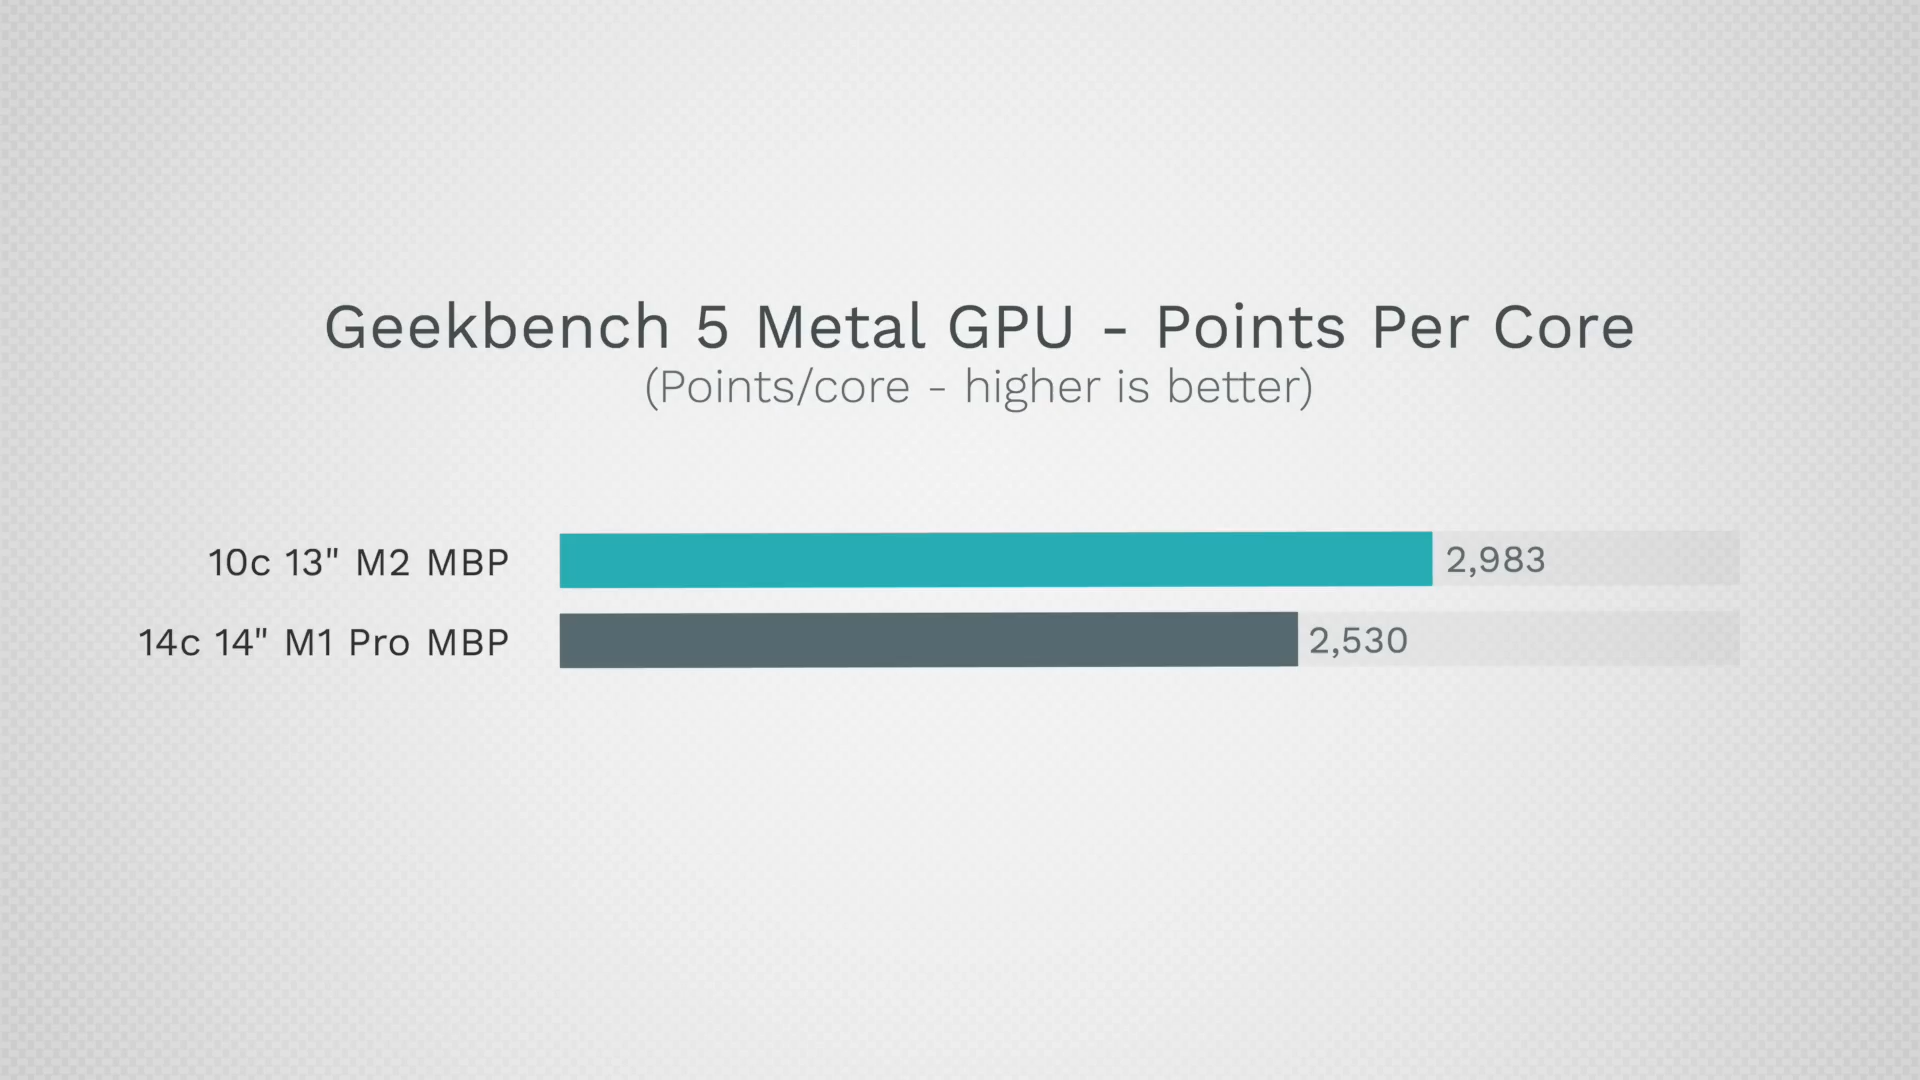 Geekbench 5 Metal GPU - Points Per Core
(Points/core - higher is better)
10c 13" M2 MBP 2,983
14c 14" M1 Pro MBP 2,530